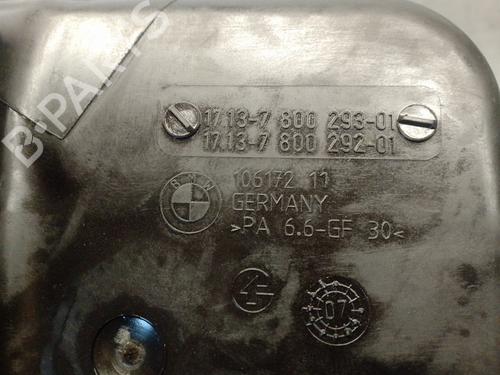 B-PARTS
17.13-7 800 293-01
17.13-7 800 292-01
BMW
106172 11
GERMANY
>PA 6.6-GF 30<
07